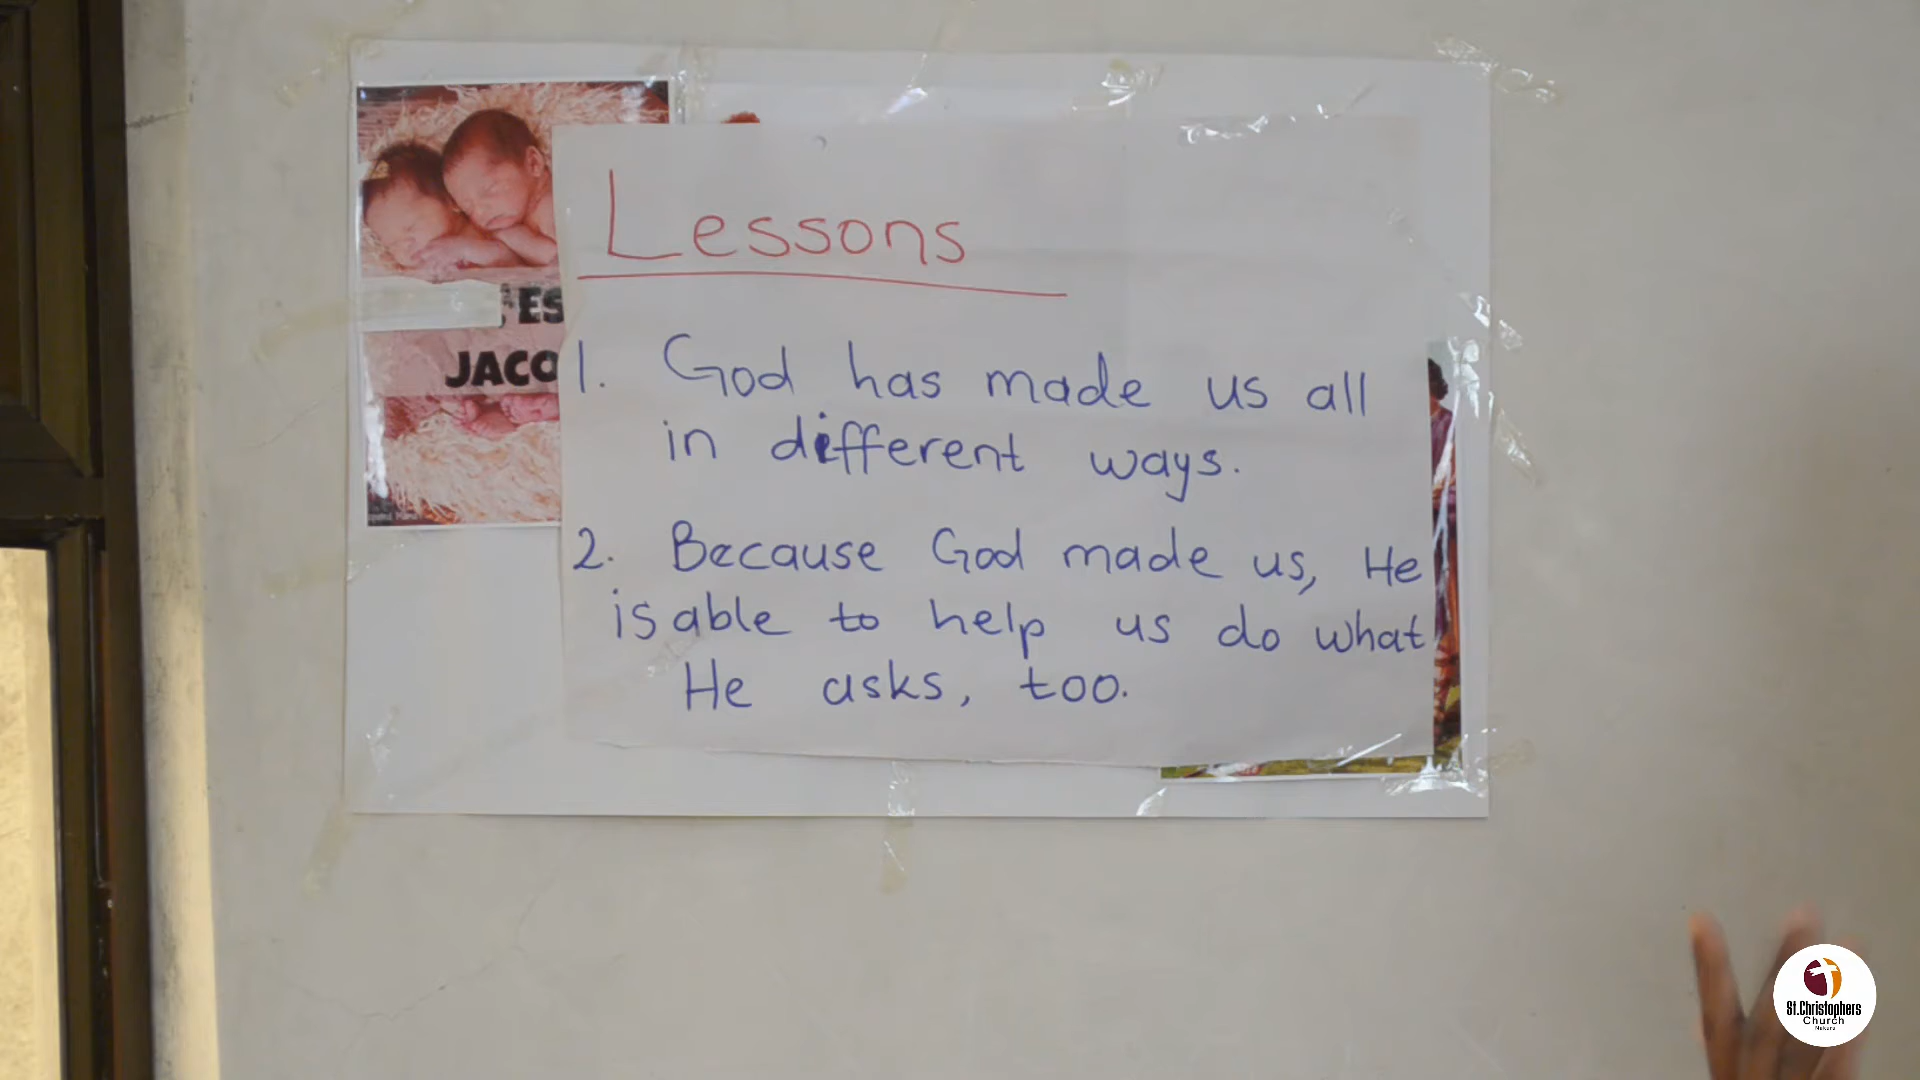 Lessons
1. God has made us all
in different ways.
2. Because God made us, He
is able to help us do what
He asks, too.
ES
JACO
St.Christophers
Church
Nakuru